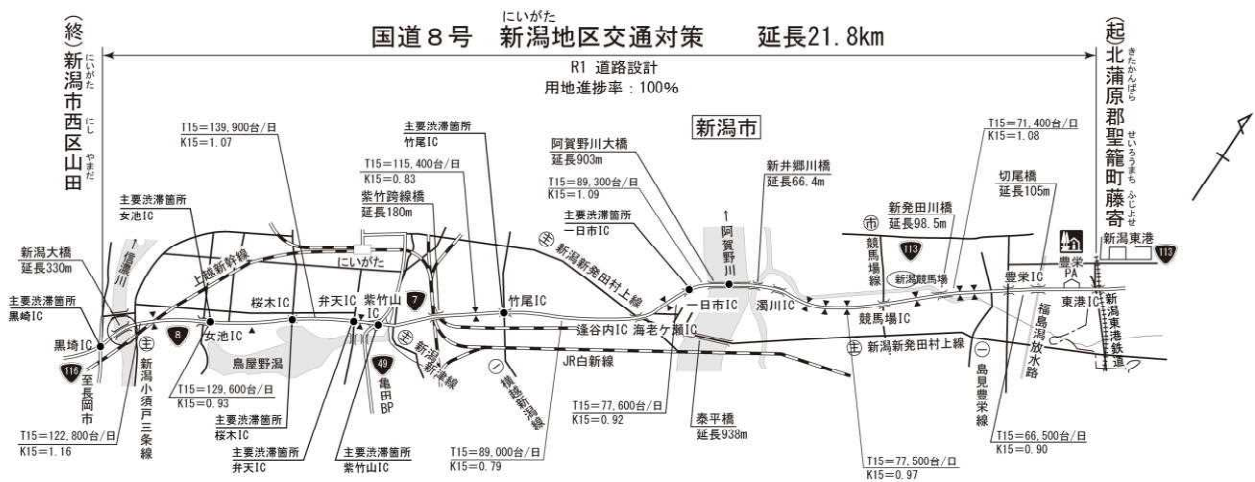 にいがた
国道8号 新潟地区交通対策 延長21.8km
R1 道路設計
用地進捗率：100%
(終)新潟市西区山田
にいがた にし やまだ
(起)北蒲原郡聖籠町藤寄
きたかんばら せいろうまち ふじよせ
新潟市
T15=139,900台/日
K15=1.07
主要渋滞箇所
女池IC
主要渋滞箇所
竹尾IC
T15=115,400台/日
K15=0.83
紫竹跨線橋
延長180m
阿賀野川大橋
延長903m
T15=89,300台/日
K15=1.09
主要渋滞箇所
一日市IC
↑阿賀野川
新井郷川橋
延長66.4m
T15=71,400台/口
K15=1.08
新発田川橋
延長98.5m
切尾橋
延長105m
新潟大橋
延長330m
↑信濃川
主要渋滞箇所
黒埼IC
上越新幹線
にいがた
主 新潟新発田村上線
市
競馬場線
113
新潟競馬場
豊栄PA
新潟東港
113
黒埼IC
116
至長岡市
8
女池IC
桜木IC
弁天IC
紫竹山IC
7
竹尾IC
逢谷内IC
海老ケ瀬IC
一日市IC
濁川IC
競馬場IC
豊栄IC
東港IC
主
新潟小須戸三条線
鳥屋野潟
49
亀田BP
主 新潟新津線
一 横越新潟線
JR白新線
主 新潟新発田村上線
一
島見豊栄線
福島潟放水路
新潟東港鉄道
T15=122,800台/日
K15=1.16
T15=129,600台/日
K15=0.93
主要渋滞箇所
桜木IC
主要渋滞箇所
弁天IC
主要渋滞箇所
紫竹山IC
T15=89,000台/日
K15=0.79
T15=77,600台/日
K15=0.92
泰平橋
延長938m
T15=77,500台/口
K15=0.97
T15=66,500台/日
K15=0.90